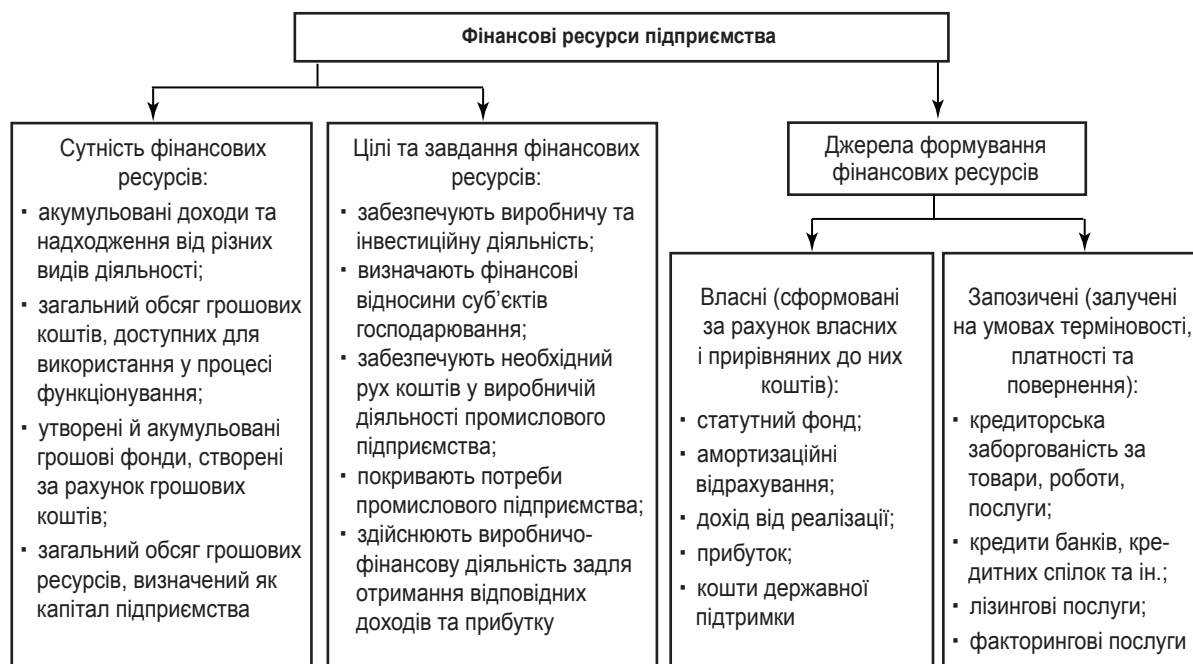 Фінансові ресурси підприємства
Сутність фінансових
ресурсів:
▪ акумульовані доходи та
надходження від різних
видів діяльності;
▪ загальний обсяг грошових
коштів, доступних для
використання у процесі
функціонування;
▪ утворені й акумульовані
грошові фонди, створені
за рахунок грошових
коштів;
▪ загальний обсяг грошових
ресурсів, визначений як
капітал підприємства
Цілі та завдання фінансових
ресурсів:
▪ забезпечують виробничу та
інвестиційну діяльність;
▪ визначають фінансові
відносини суб’єктів
господарювання;
▪ забезпечують необхідний
рух коштів у виробничій
діяльності промислового
підприємства;
▪ покривають потреби
промислового підприємства;
▪ здійснюють виробничо-
фінансову діяльність задля
отримання відповідних
доходів та прибутку
Джерела формування
фінансових ресурсів
Власні (сформовані
за рахунок власних
і прирівняних до них
коштів):
▪ статутний фонд;
▪ амортизаційні
відрахування;
▪ дохід від реалізації;
▪ прибуток;
▪ кошти державної
підтримки
Запозичені (залучені
на умовах терміновості,
платності та
повернення):
▪ кредиторська
заборгованість за
товари, роботи,
послуги;
▪ кредити банків, кре-
дитних спілок та ін.;
▪ лізингові послуги;
▪ факторингові послуги